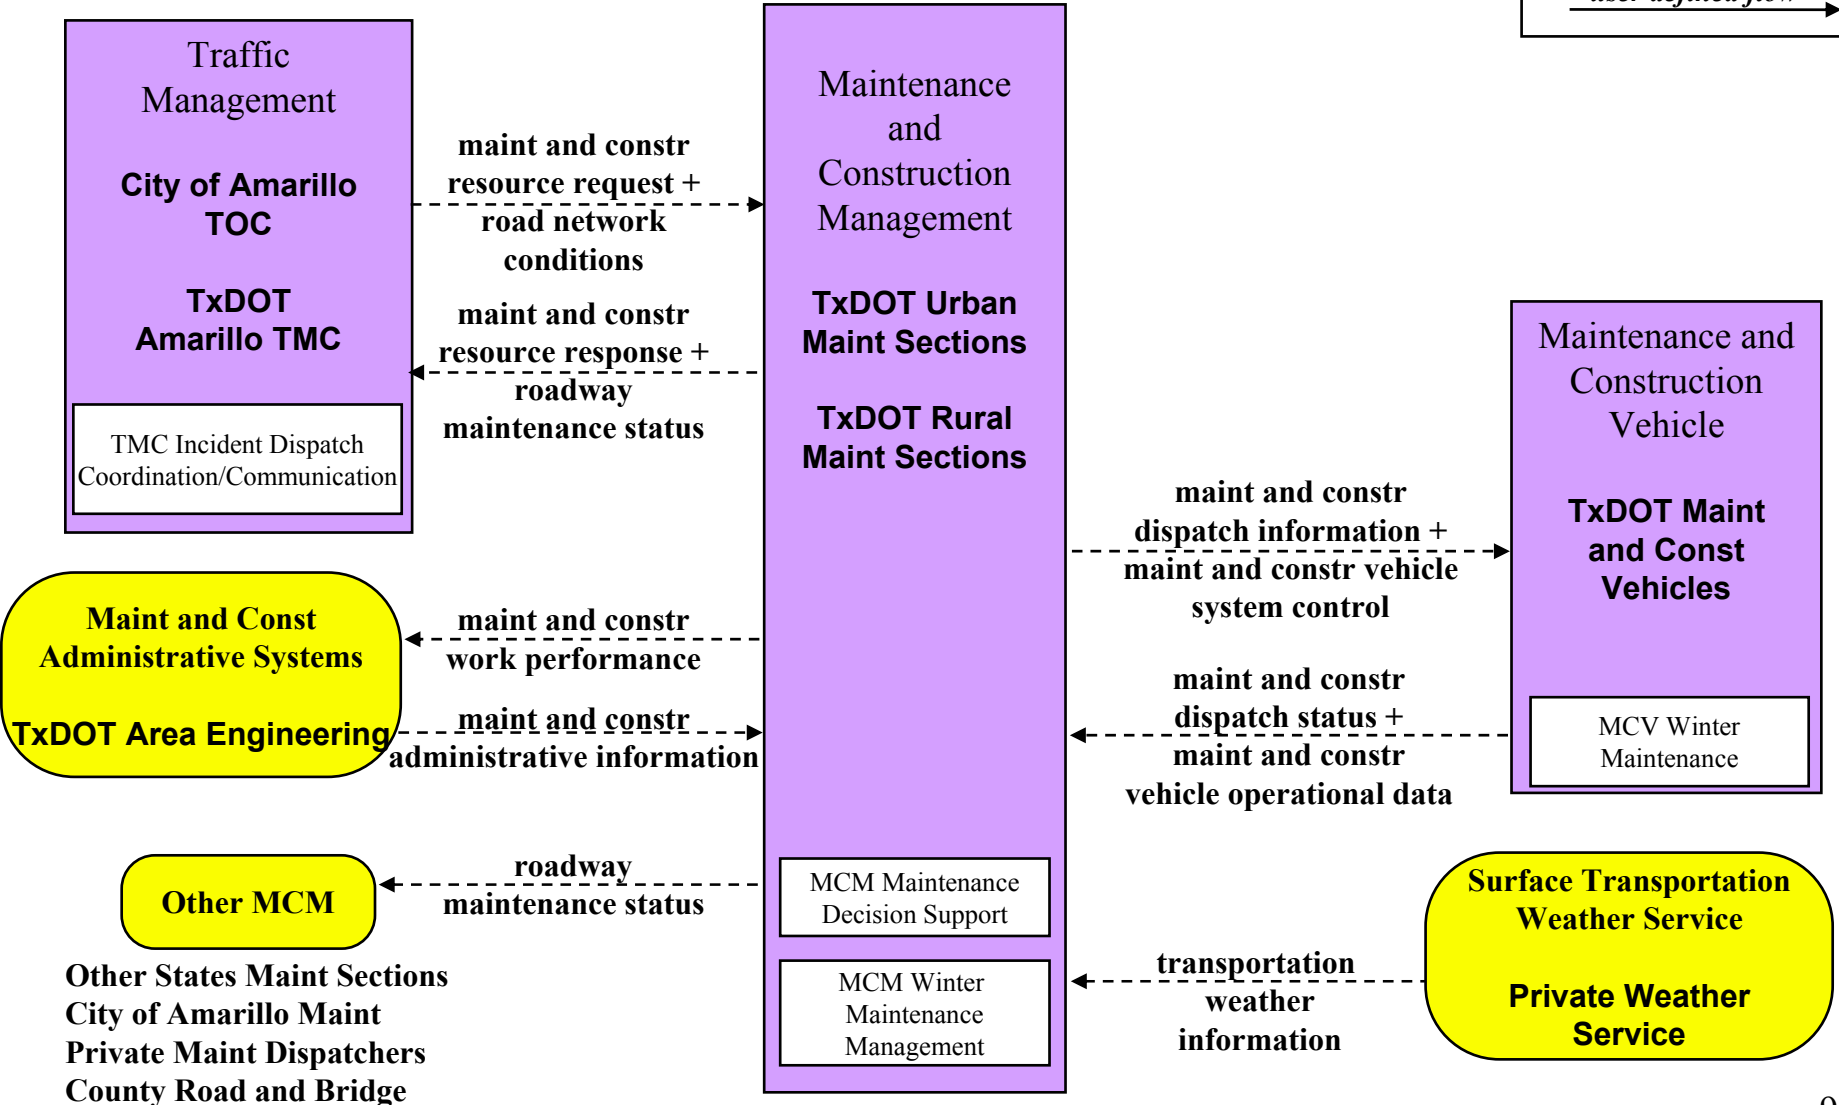 user defined flow
Traffic
Management
City of Amarillo
TOC
TxDOT
Amarillo TMC
TMC Incident Dispatch
Coordination/Communication
maint and constr
resource request +
road network
conditions
maint and constr
resource response +
roadway
maintenance status
Maintenance
and
Construction
Management
TxDOT Urban
Maint Sections
TxDOT Rural
Maint Sections
MCM Maintenance
Decision Support
MCM Winter
Maintenance
Management
Maintenance and
Construction
Vehicle
TxDOT Maint
and Const
Vehicles
MCV Winter
Maintenance
maint and constr
dispatch information +
maint and constr vehicle
system control
maint and constr
dispatch status +
maint and constr
vehicle operational data
Maint and Const
Administrative Systems
TxDOT Area Engineering
maint and constr
work performance
maint and constr
administrative information
Other MCM
roadway
maintenance status
Other States Maint Sections
City of Amarillo Maint
Private Maint Dispatchers
County Road and Bridge
Surface Transportation
Weather Service
Private Weather
Service
transportation
weather
information